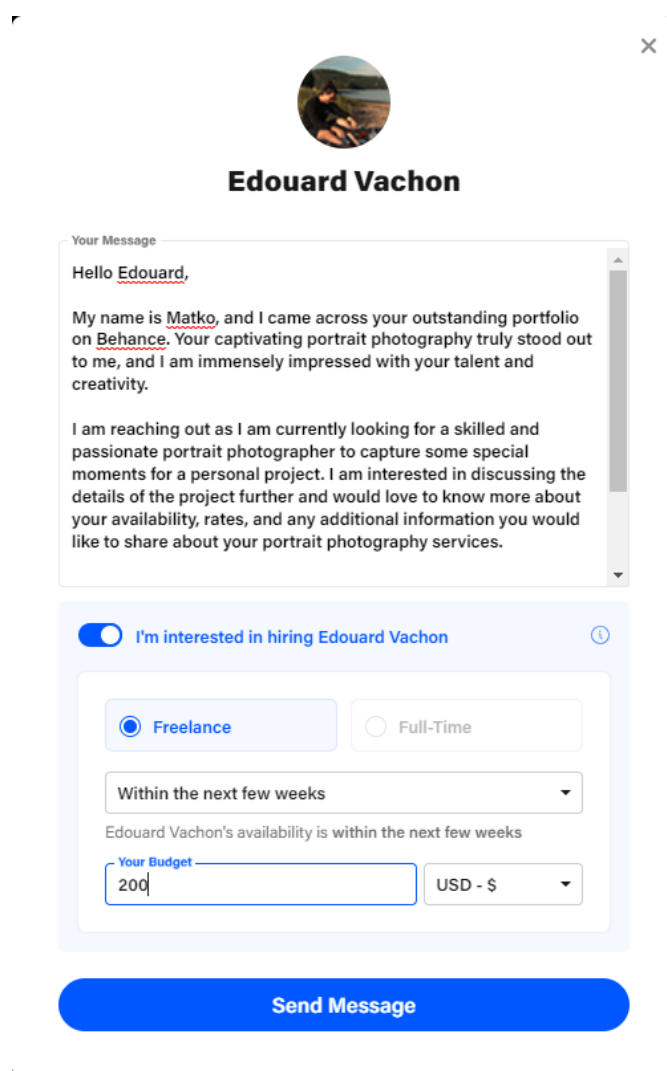 Edouard Vachon
Your Message
Hello Edouard,
My name is Matko, and I came across your outstanding portfolio
on Behance. Your captivating portrait photography truly stood out
to me, and I am immensely impressed with your talent and
creativity.
I am reaching out as I am currently looking for a skilled and
passionate portrait photographer to capture some special
moments for a personal project. I am interested in discussing the
details of the project further and would love to know more about
your availability, rates, and any additional information you would
like to share about your portrait photography services.
I'm interested in hiring Edouard Vachon
Freelance
Full-Time
Within the next few weeks
Edouard Vachon's availability is within the next few weeks
Your Budget
200
USD - $
Send Message